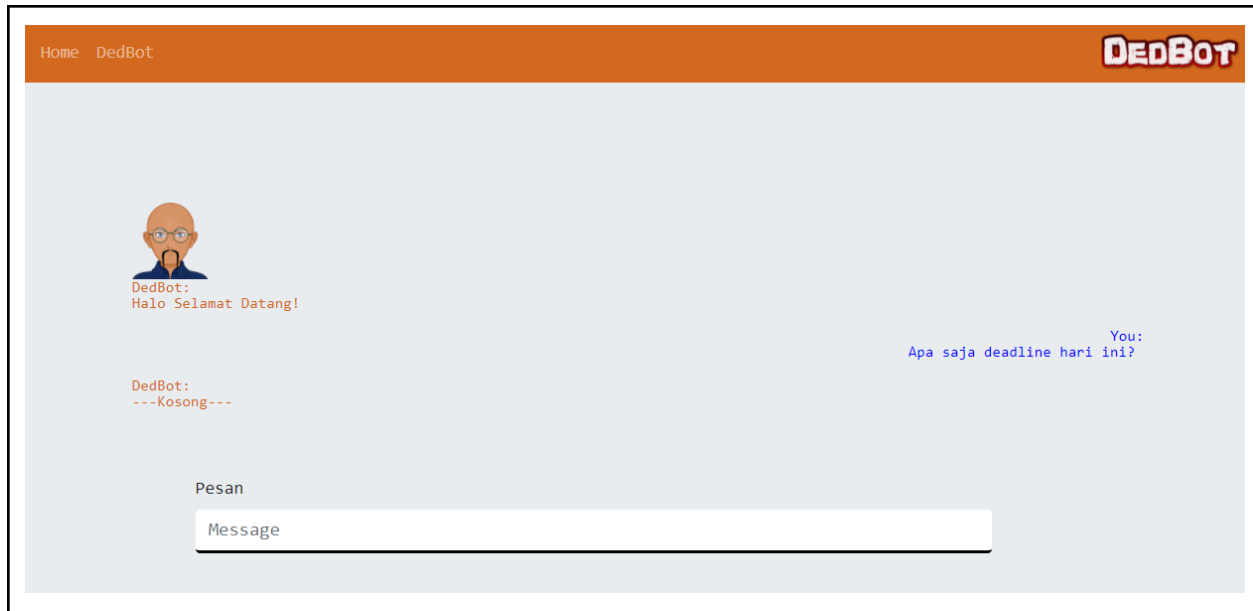 Home DedBot
DEDBOT
DedBot:
Halo Selamat Datang!
You:
Apa saja deadline hari ini?
DedBot:
---Kosong---
Pesan
Message